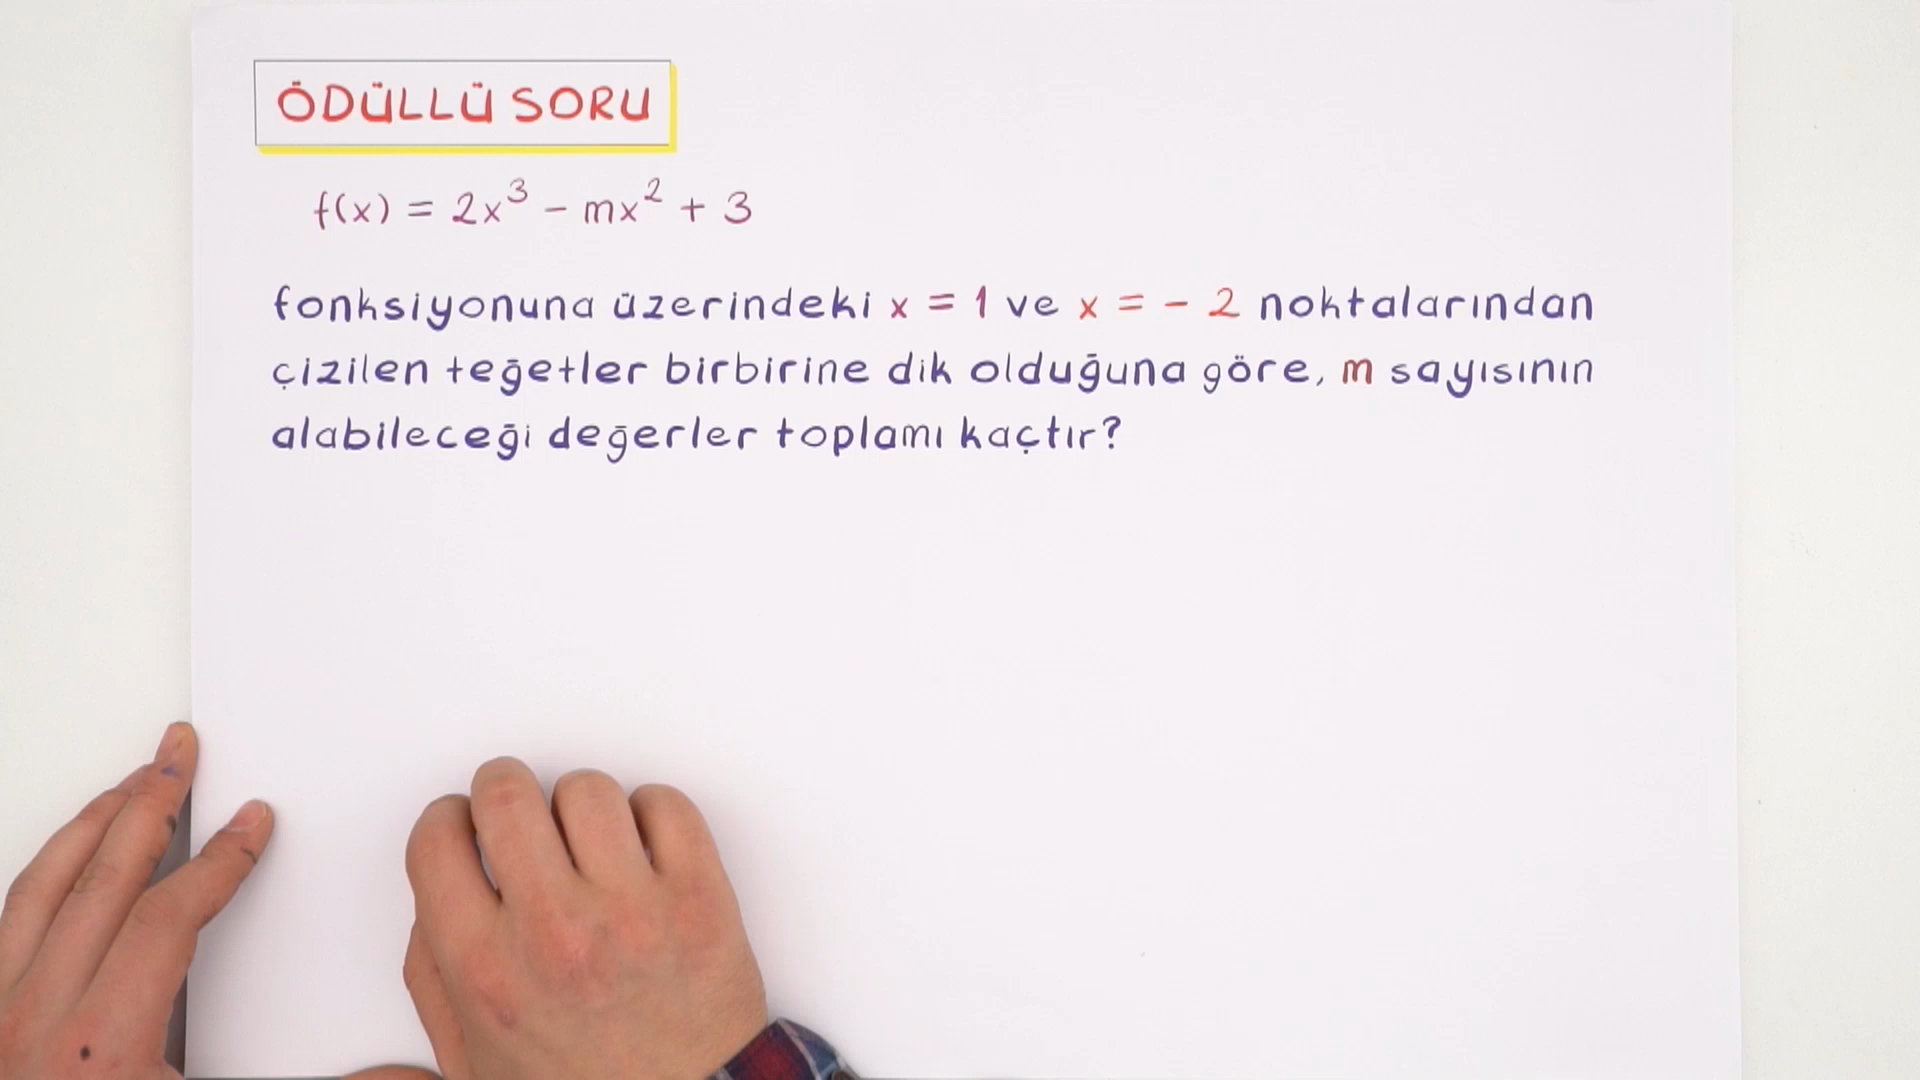 ÖDÜLLÜ SORU
f(x) = 2x³ - mx² + 3
fonksiyonuna üzerindeki x = 1 ve x = - 2 noktalarından
çizilen teğetler birbirine dik olduğuna göre, m sayısının
alabileceği değerler toplamı kaçtır?